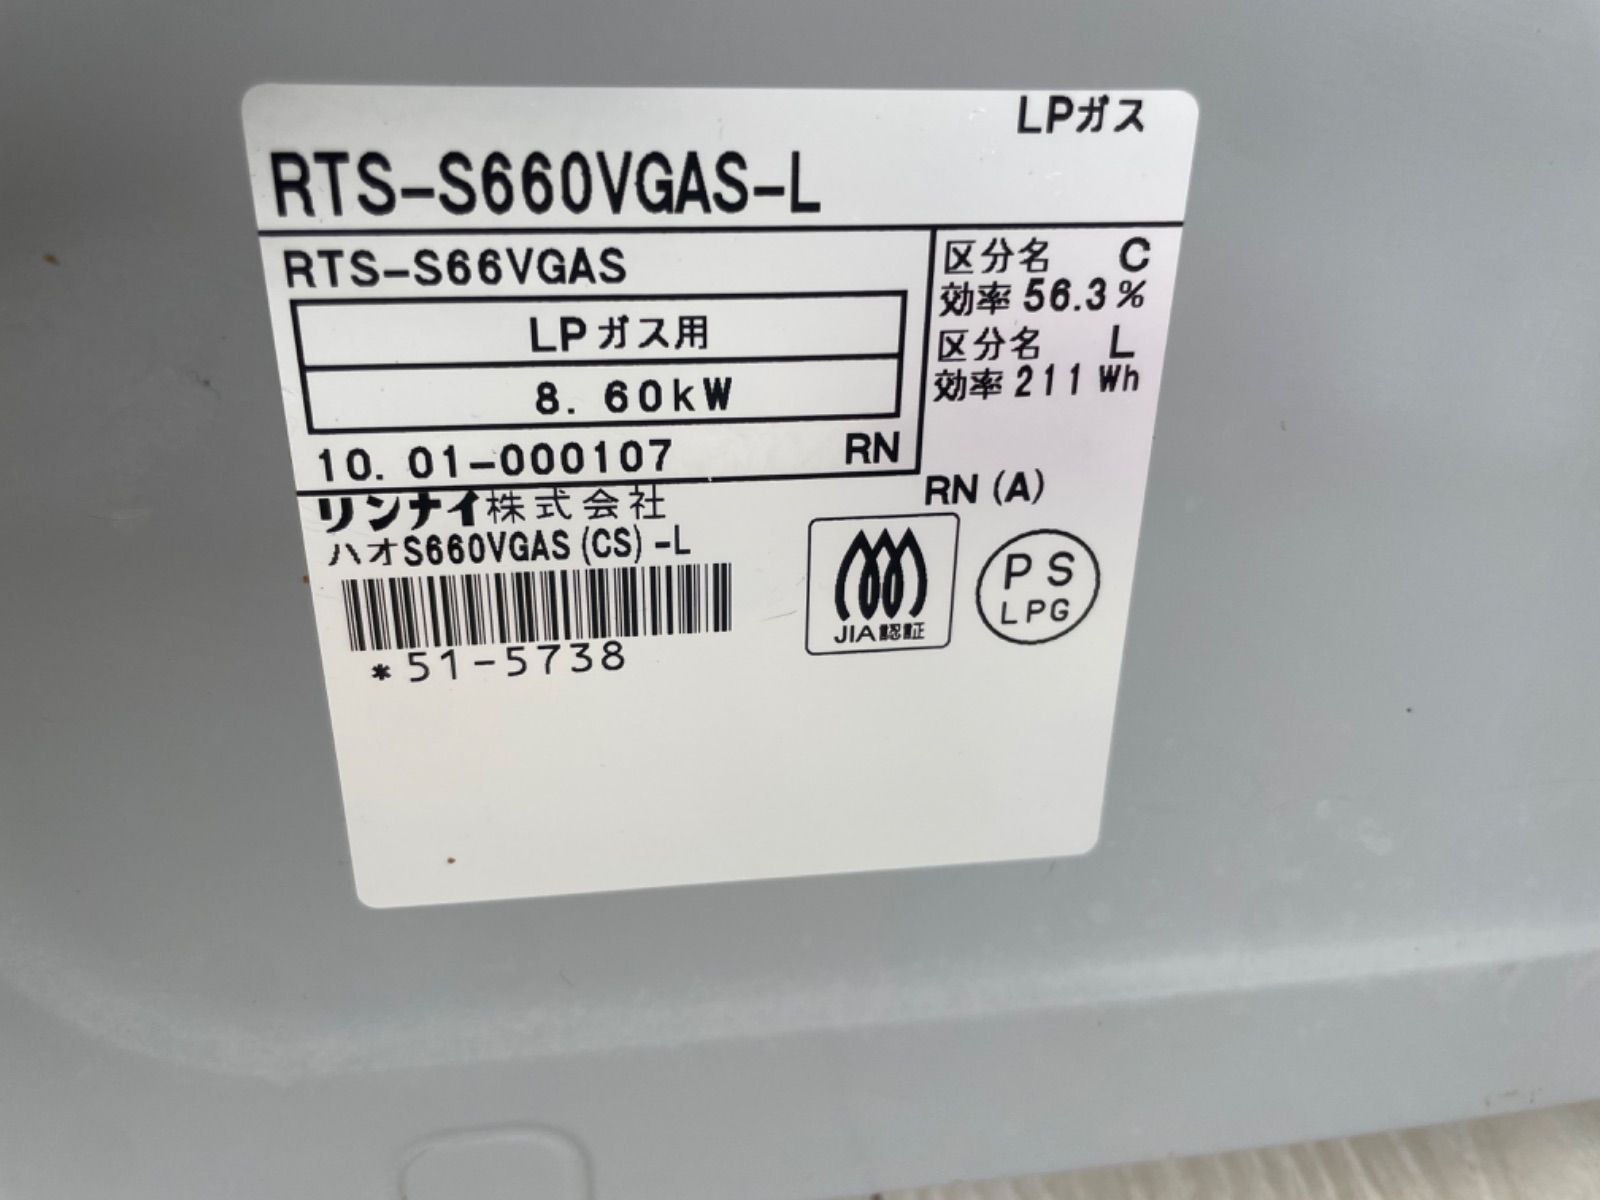 LPガス
RTS-S660VGAS-L
RTS-S66VGAS
LPガス用
8.60kW
10.01-000107 RN
区分名 C
効率 56.3%
区分名 L
効率 211Wh
リンナイ株式会社
RN(A)
ハオS660VGAS(CS)-L
*51-5738
JIA認証
PS
LPG